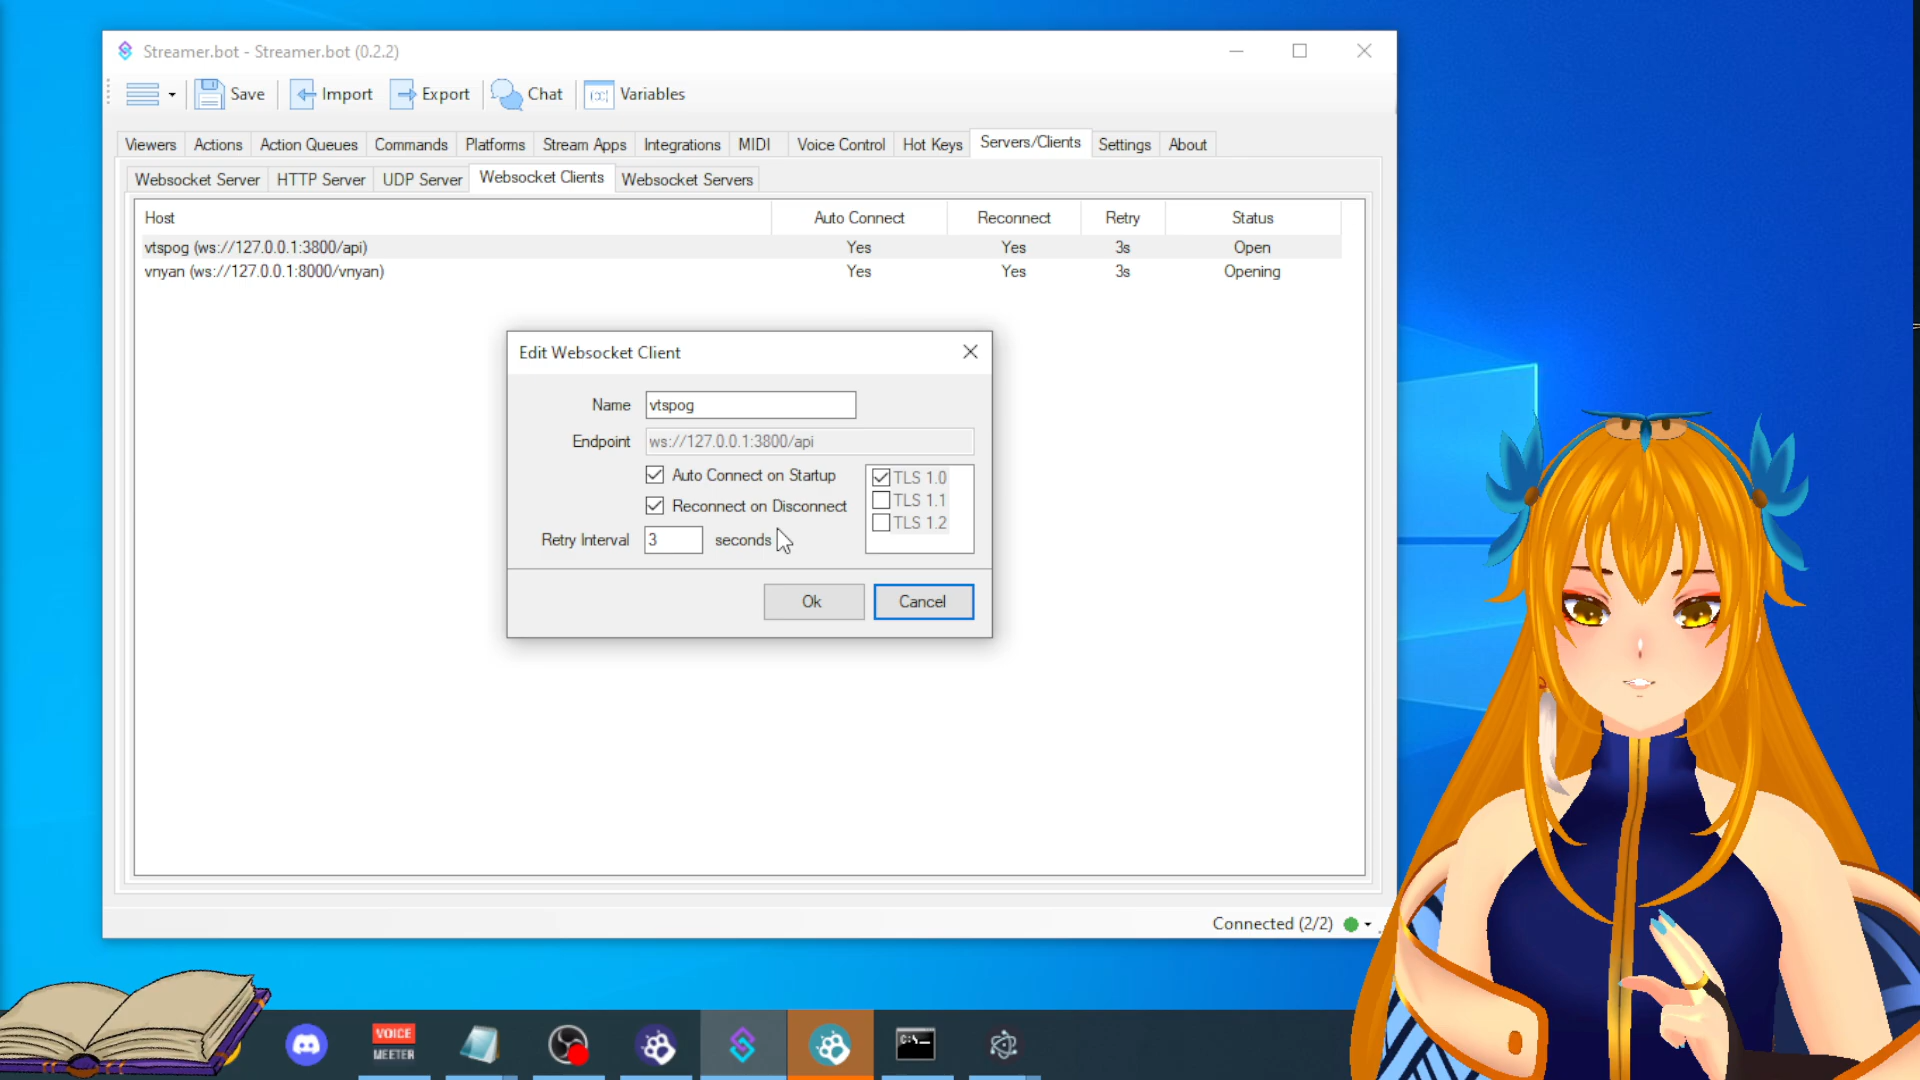 Streamer.bot - Streamer.bot (0.2.2)
Save Import Export Chat Variables
Viewers Actions Action Queues Commands Platforms Stream Apps Integrations MIDI Voice Control Hot Keys Servers/Clients Settings About
Websocket Server HTTP Server UDP Server Websocket Clients Websocket Servers
Host Auto Connect Reconnect Retry Status
vtspog (ws://127.0.0.1:3800/api) Yes Yes 3s Open
vnyan (ws://127.0.0.1:8000/vnyan) Yes Yes 3s Opening
Edit Websocket Client
Name vtspog
Endpoint ws://127.0.0.1:3800/api
Auto Connect on Startup TLS 1.0
Reconnect on Disconnect TLS 1.1
TLS 1.2
Retry Interval 3 seconds
Ok Cancel
Connected (2/2)
VOICE
MEETER
C:\